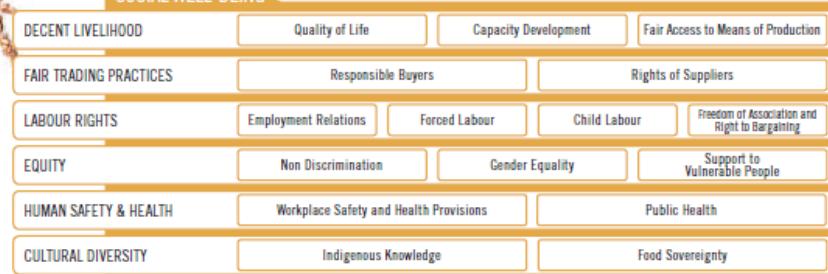 SOCIAL WELL-BEING
DECENT LIVELIHOOD
Quality of Life
Capacity Development
Fair Access to Means of Production
FAIR TRADING PRACTICES
Responsible Buyers
Rights of Suppliers
LABOUR RIGHTS
Employment Relations
Forced Labour
Child Labour
Freedom of Association and
Right to Bargaining
EQUITY
Non Discrimination
Gender Equality
Support to
Vulnerable People
HUMAN SAFETY & HEALTH
Workplace Safety and Health Provisions
Public Health
CULTURAL DIVERSITY
Indigenous Knowledge
Food Sovereignty